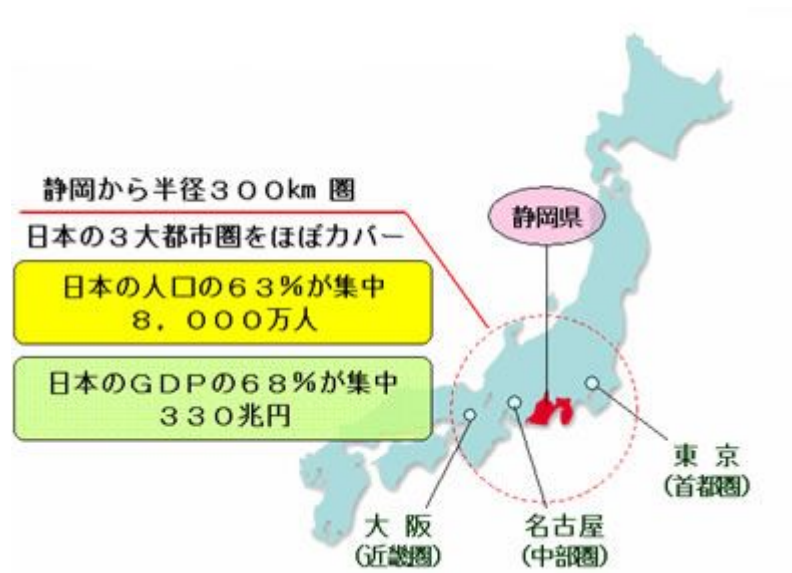 静岡から半径３００㎞ 圏
日本の３大都市圏をほぼカバー
日本の人口の６３％が集中
８，０００万人
日本のＧＤＰの６８％が集中
３３０兆円
静岡県
東 京
(首都圏)
大 阪
(近畿圏)
名古屋
(中部圏)